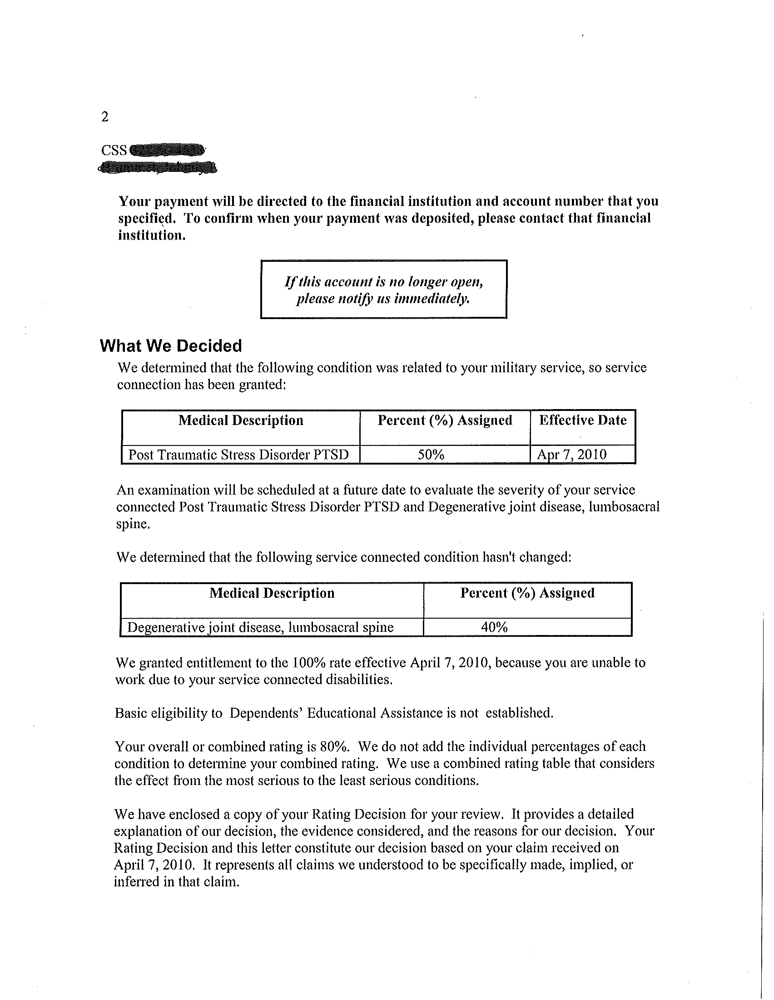 2
CSS
Your payment will be directed to the financial institution and account number that you
specified. To confirm when your payment was deposited, please contact that financial
institution.
If this account is no longer open,
please notify us immediately.
What We Decided
We determined that the following condition was related to your military service, so service
connection has been granted:
Medical Description Percent (%) Assigned Effective Date
Post Traumatic Stress Disorder PTSD 50% Apr 7, 2010
An examination will be scheduled at a future date to evaluate the severity of your service
connected Post Traumatic Stress Disorder PTSD and Degenerative joint disease, lumbosacral
spine.
We determined that the following service connected condition hasn't changed:
Medical Description Percent (%) Assigned
Degenerative joint disease, lumbosacral spine 40%
We granted entitlement to the 100% rate effective April 7, 2010, because you are unable to
work due to your service connected disabilities.
Basic eligibility to Dependents' Educational Assistance is not established.
Your overall or combined rating is 80%. We do not add the individual percentages of each
condition to determine your combined rating. We use a combined rating table that considers
the effect from the most serious to the least serious conditions.
We have enclosed a copy of your Rating Decision for your review. It provides a detailed
explanation of our decision, the evidence considered, and the reasons for our decision. Your
Rating Decision and this letter constitute our decision based on your claim received on
April 7, 2010. It represents all claims we understood to be specifically made, implied, or
inferred in that claim.